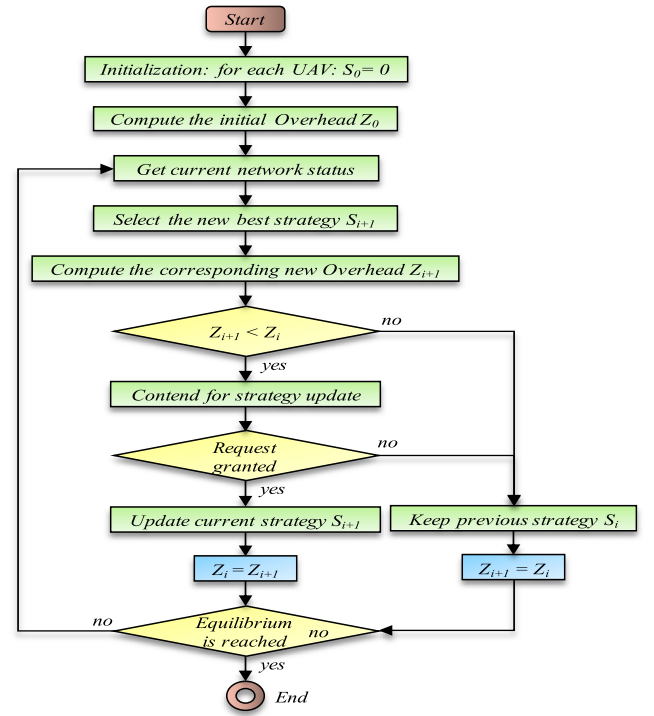 Start
Initialization: for each UAV: S₀= 0
Compute the initial Overhead Z₀
Get current network status
Select the new best strategy Sᵢ₊₁
Compute the corresponding new Overhead Zᵢ₊₁
Zᵢ₊₁ < Zᵢ
no
yes
Contend for strategy update
Request
granted
no
yes
Update current strategy Sᵢ₊₁
Keep previous strategy Sᵢ
Zᵢ = Zᵢ₊₁
Zᵢ₊₁ = Zᵢ
no
Equilibrium
is reached
no
yes
End